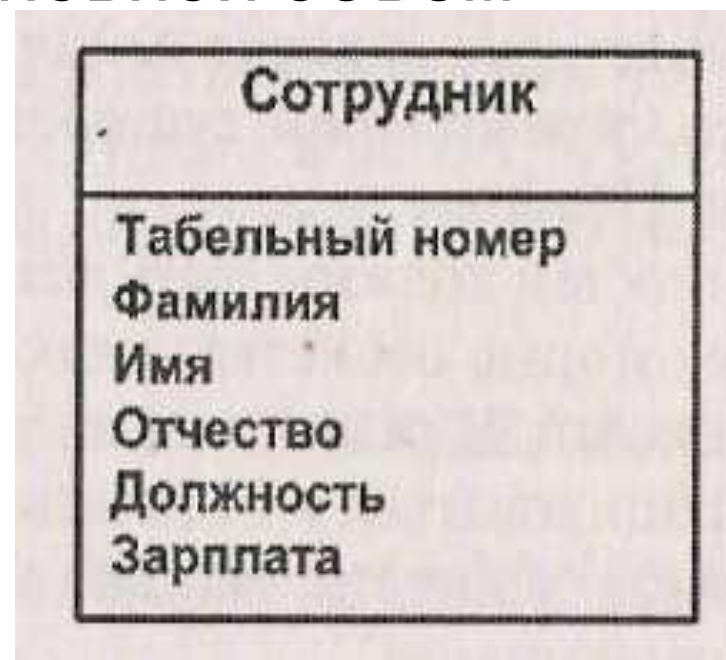 Сотрудник
Табельный номер
Фамилия
Имя
Отчество
Должность
Зарплата